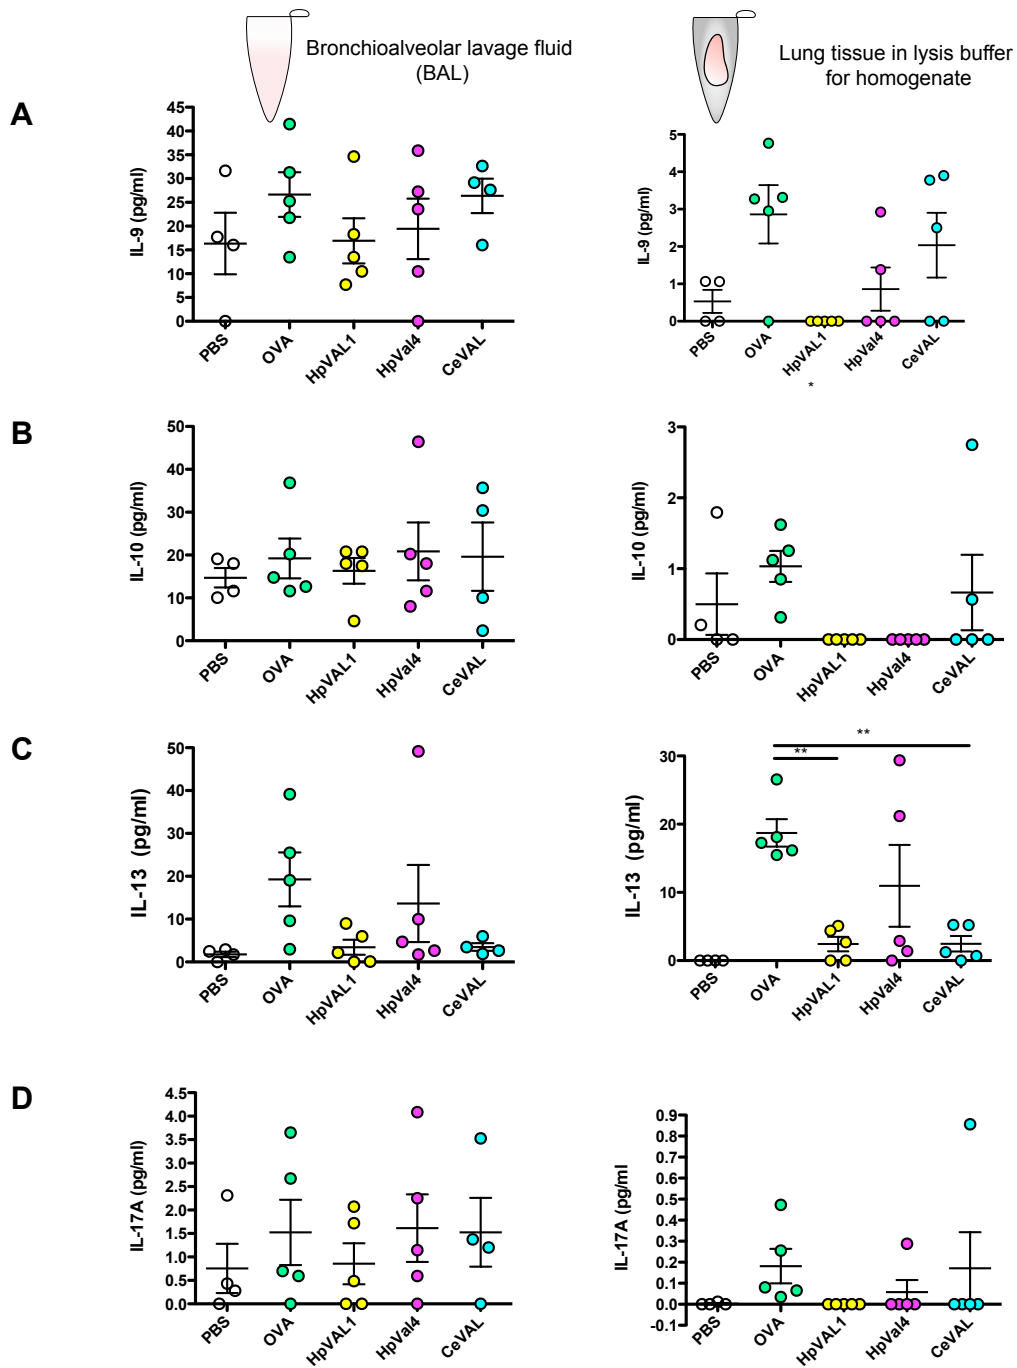 Bronchioalveolar lavage fluid
(BAL)
Lung tissue in lysis buffer
for homogenate
A
IL-9 (pg/ml)
45
40
35
30
25
20
15
10
5
0
PBS
OVA
HpVAL1
HpVal4
CeVAL
IL-9 (pg/ml)
5
4
3
2
1
0
PBS
OVA
HpVAL1
HpVal4
CeVAL
*
B
IL-10 (pg/ml)
50
40
30
20
10
0
PBS
OVA
HpVAL1
HpVal4
CeVAL
IL-10 (pg/ml)
3
2
1
0
PBS
OVA
HpVAL1
HpVal4
CeVAL
C
IL-13 (pg/ml)
50
40
30
20
10
0
PBS
OVA
HpVAL1
HpVal4
CeVAL
**
**
IL-13 (pg/ml)
30
20
10
0
PBS
OVA
HpVAL1
HpVal4
CeVAL
D
IL-17A (pg/ml)
4.5
4.0
3.5
3.0
2.5
2.0
1.5
1.0
0.5
0.0
PBS
OVA
HpVAL1
HpVal4
CeVAL
IL-17A (pg/ml
0.9
0.8
0.7
0.6
0.5
0.4
0.3
0.2
0.1
0.0
-0.1
PBS
OVA
HpVAL1
HpVal4
CeVAL